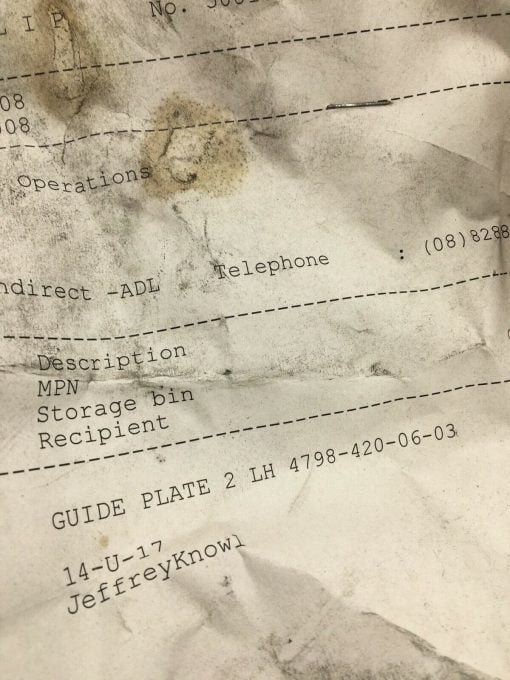 L I P No.
08
008
Operations
ndirect -ADL Telephone : (08)8288
Description
MPN
Storage bin
Recipient
GUIDE PLATE 2 LH 4798-420-06-03
14-U-17
JeffreyKnowl